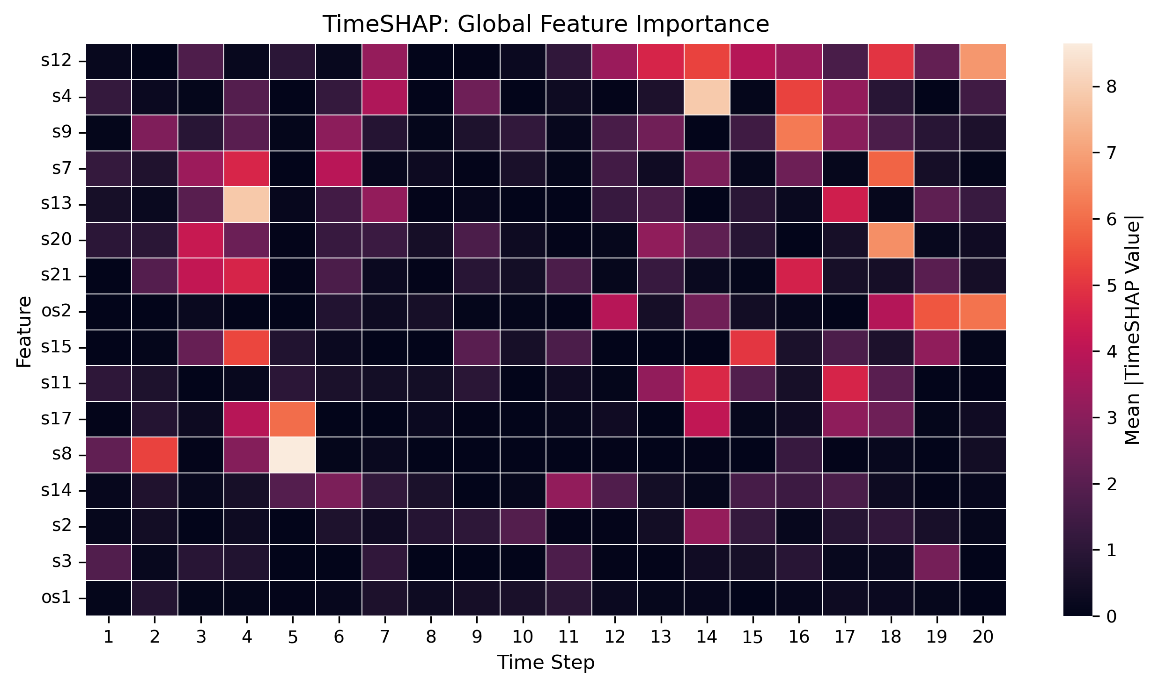 TimeSHAP: Global Feature Importance
Feature
s12
s4
s9
s7
s13
s20
s21
os2
s15
s11
s17
s8
s14
s2
s3
os1
1 2 3 4 5 6 7 8 9 10 11 12 13 14 15 16 17 18 19 20
Time Step
8
7
6
5
4
3
2
1
0
Mean |TimeSHAP Value|